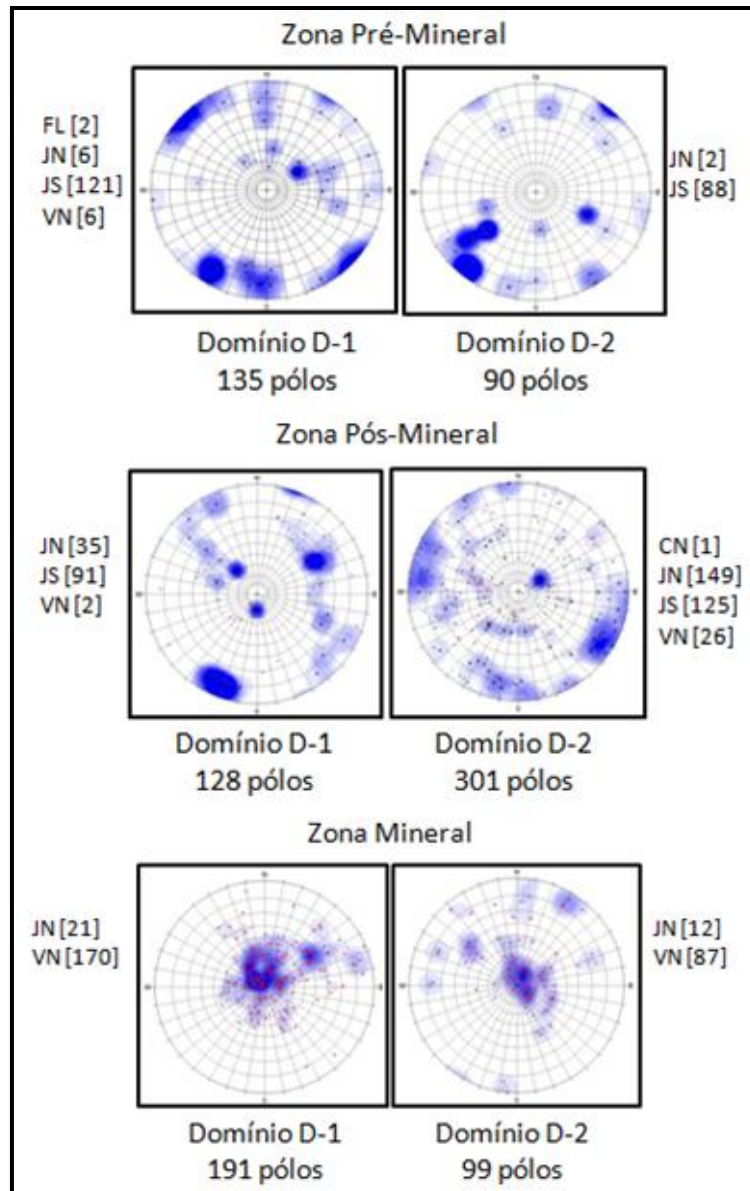 Zona Pré-Mineral
FL [2]
JN [6]
JS [121]
VN [6]
JN [2]
JS [88]
Domínio D-1
135 pólos
Domínio D-2
90 pólos
Zona Pós-Mineral
JN [35]
JS [91]
VN [2]
CN [1]
JN [149]
JS [125]
VN [26]
Domínio D-1
128 pólos
Domínio D-2
301 pólos
Zona Mineral
JN [21]
VN [170]
JN [12]
VN [87]
Domínio D-1
191 pólos
Domínio D-2
99 pólos